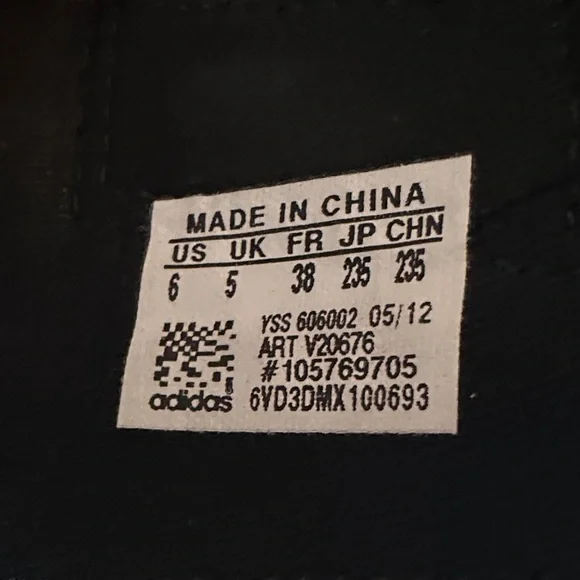 MADE IN CHINA
US UK FR JP CHN
6 5 38 235 235
YSS 606002 05/12
ART V20676
#105769705
adidas 6VD3DMX100693